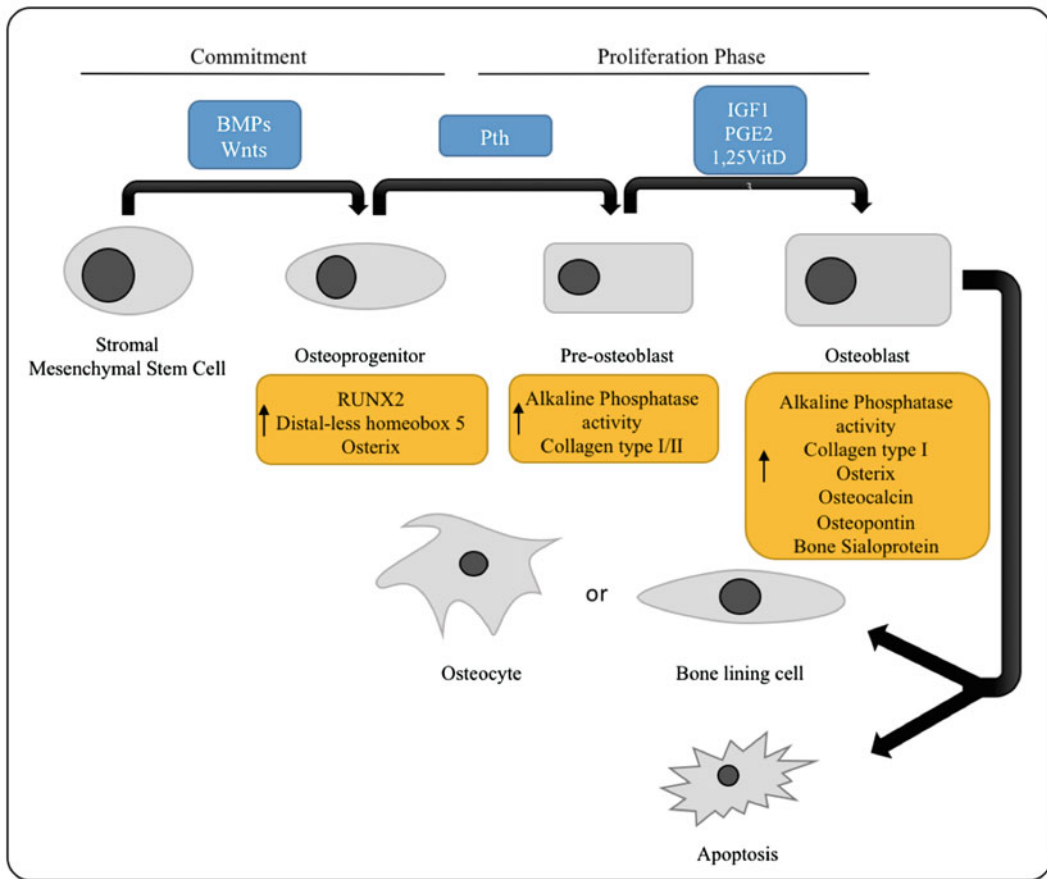 Commitment
Proliferation Phase
BMPs
Wnts
Pth
IGF1
PGE2
1,25VitD
3
Stromal
Mesenchymal Stem Cell
Osteoprogenitor
Pre-osteoblast
Osteoblast
RUNX2
Distal-less homeobox 5
Osterix
Alkaline Phosphatase
activity
Collagen type I/II
Alkaline Phosphatase
activity
Collagen type I
Osterix
Osteocalcin
Osteopontin
Bone Sialoprotein
or
Osteocyte
Bone lining cell
Apoptosis